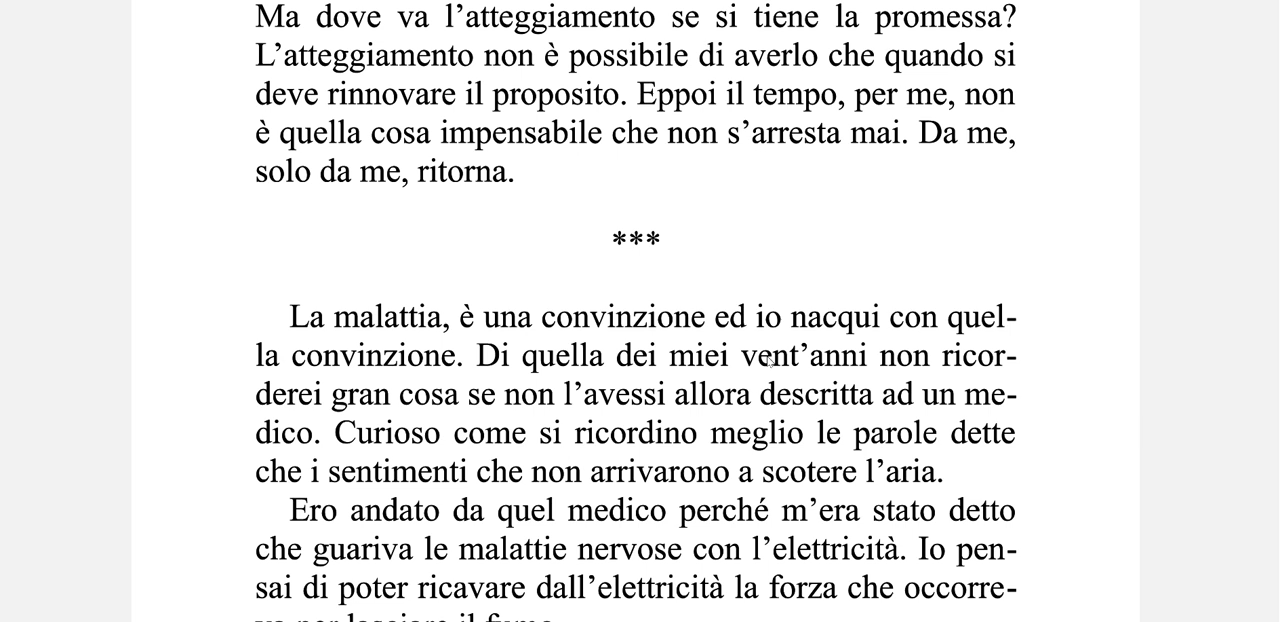 Ma dove va l’atteggiamento se si tiene la promessa?
L’atteggiamento non è possibile di averlo che quando si
deve rinnovare il proposito. Eppoi il tempo, per me, non
è quella cosa impensabile che non s’arresta mai. Da me,
solo da me, ritorna.
***
La malattia, è una convinzione ed io nacqui con quel-
la convinzione. Di quella dei miei vent’anni non ricor-
derei gran cosa se non l’avessi allora descritta ad un me-
dico. Curioso come si ricordino meglio le parole dette
che i sentimenti che non arrivarono a scotere l’aria.
Ero andato da quel medico perché m’era stato detto
che guariva le malattie nervose con l’elettricità. Io pen-
sai di poter ricavare dall’elettricità la forza che occorre-
va per lasciare il fumo.